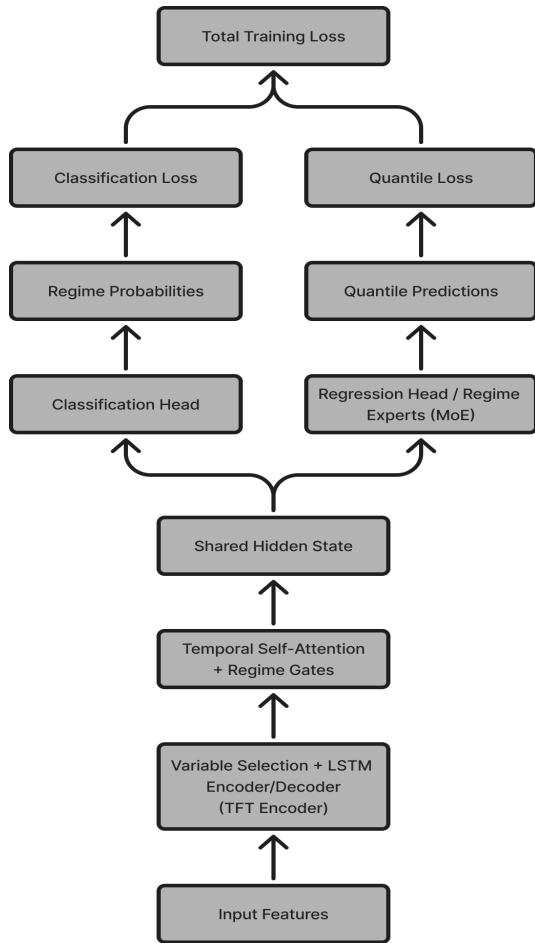 Total Training Loss
Classification Loss
Quantile Loss
Regime Probabilities
Quantile Predictions
Classification Head
Regression Head / Regime
Experts (MoE)
Shared Hidden State
Temporal Self-Attention
+ Regime Gates
Variable Selection + LSTM
Encoder/Decoder
(TFT Encoder)
Input Features